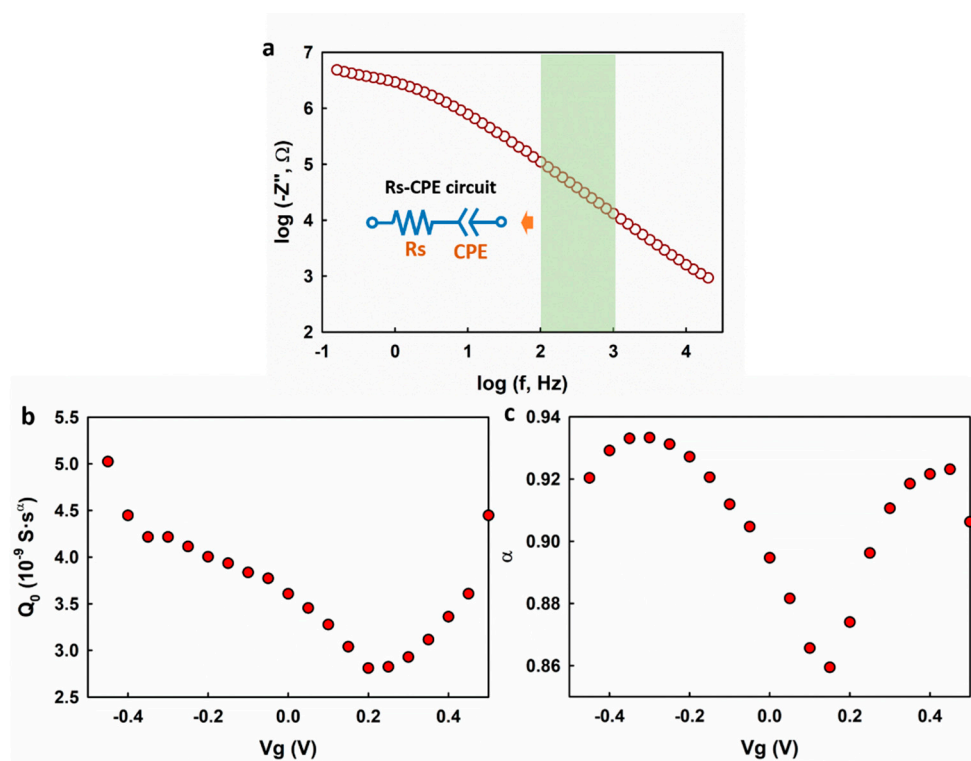 a
7
6
5
4
3
2
log (-Z'', Ω)
Rs-CPE circuit
Rs CPE
-1 0 1 2 3 4
log (f, Hz)
b
5.5
5.0
4.5
4.0
3.5
3.0
2.5
Q₀ (10⁻⁹ S·sᵅ)
-0.4 -0.2 0.0 0.2 0.4
Vg (V)
c
0.94
0.92
0.90
0.88
0.86
α
-0.4 -0.2 0.0 0.2 0.4
Vg (V)